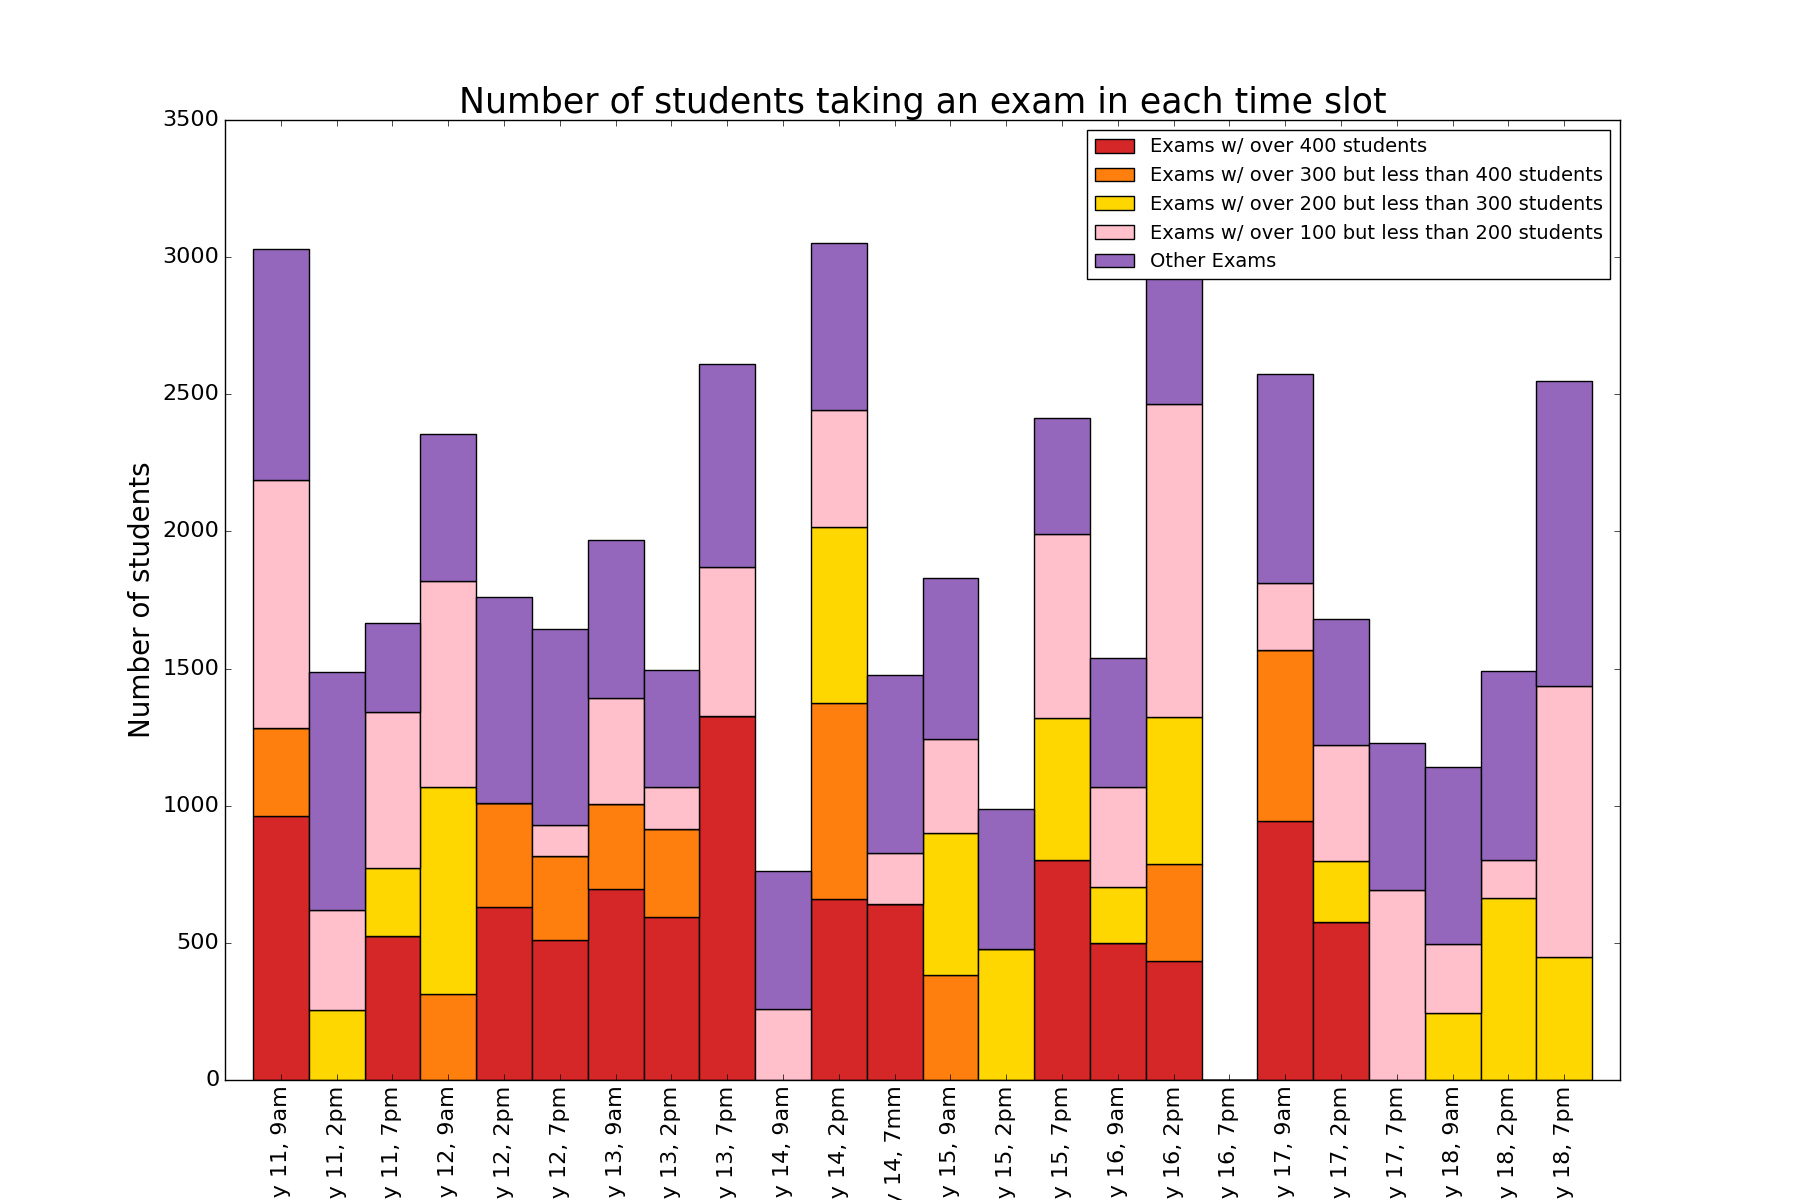 Number of students taking an exam in each time slot
Exams w/ over 400 students
Exams w/ over 300 but less than 400 students
Exams w/ over 200 but less than 300 students
Exams w/ over 100 but less than 200 students
Other Exams
Number of students
3500
3000
2500
2000
1500
1000
500
0
y 11, 9am
y 11, 2pm
y 11, 7pm
y 12, 9am
y 12, 2pm
y 12, 7pm
y 13, 9am
y 13, 2pm
y 13, 7pm
y 14, 9am
y 14, 2pm
y 14, 7mm
y 15, 9am
y 15, 2pm
y 15, 7pm
y 16, 9am
y 16, 2pm
y 16, 7pm
y 17, 9am
y 17, 2pm
y 17, 7pm
y 18, 9am
y 18, 2pm
y 18, 7pm